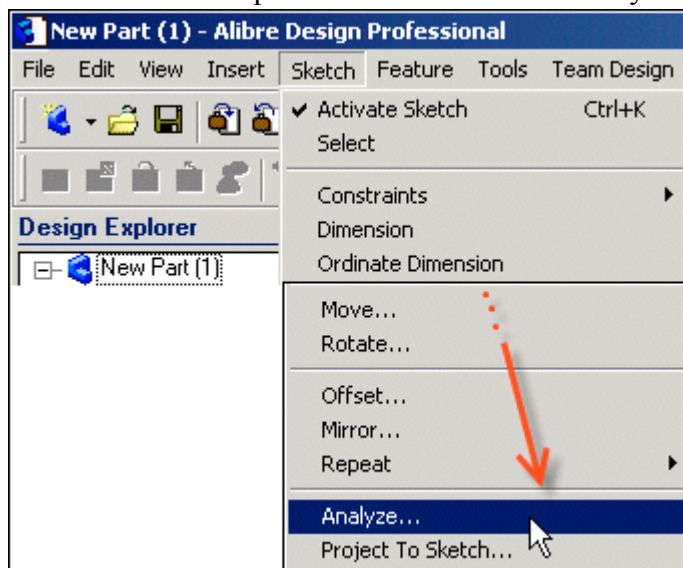 New Part (1) - Alibre Design Professional
File Edit View Insert Sketch Feature Tools Team Design
Activate Sketch Ctrl+K
Select
Constraints
Design Explorer
Dimension
New Part (1)
Ordinate Dimension
Move...
Rotate...
Offset...
Mirror...
Repeat
Analyze...
Project To Sketch...